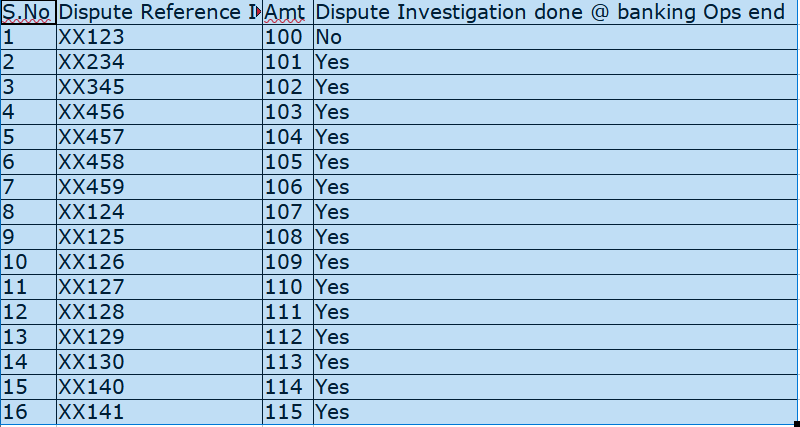 S.No Dispute Reference I Amt Dispute Investigation done @ banking Ops end
1 XX123 100 No
2 XX234 101 Yes
3 XX345 102 Yes
4 XX456 103 Yes
5 XX457 104 Yes
6 XX458 105 Yes
7 XX459 106 Yes
8 XX124 107 Yes
9 XX125 108 Yes
10 XX126 109 Yes
11 XX127 110 Yes
12 XX128 111 Yes
13 XX129 112 Yes
14 XX130 113 Yes
15 XX140 114 Yes
16 XX141 115 Yes